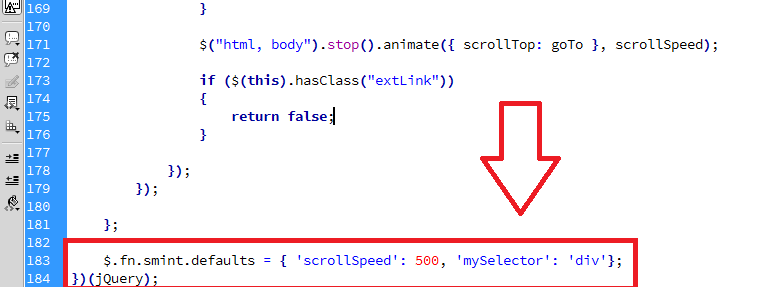 169 }
170
171 $("html, body").stop().animate({ scrollTop: goTo }, scrollSpeed);
172
173 if ($(this).hasClass("extLink"))
174 {
175 return false;
176 }
177
178 });
179 });
180
181 };
182
183 $.fn.smint.defaults = { 'scrollSpeed': 500, 'mySelector': 'div'};
184 })(jQuery);